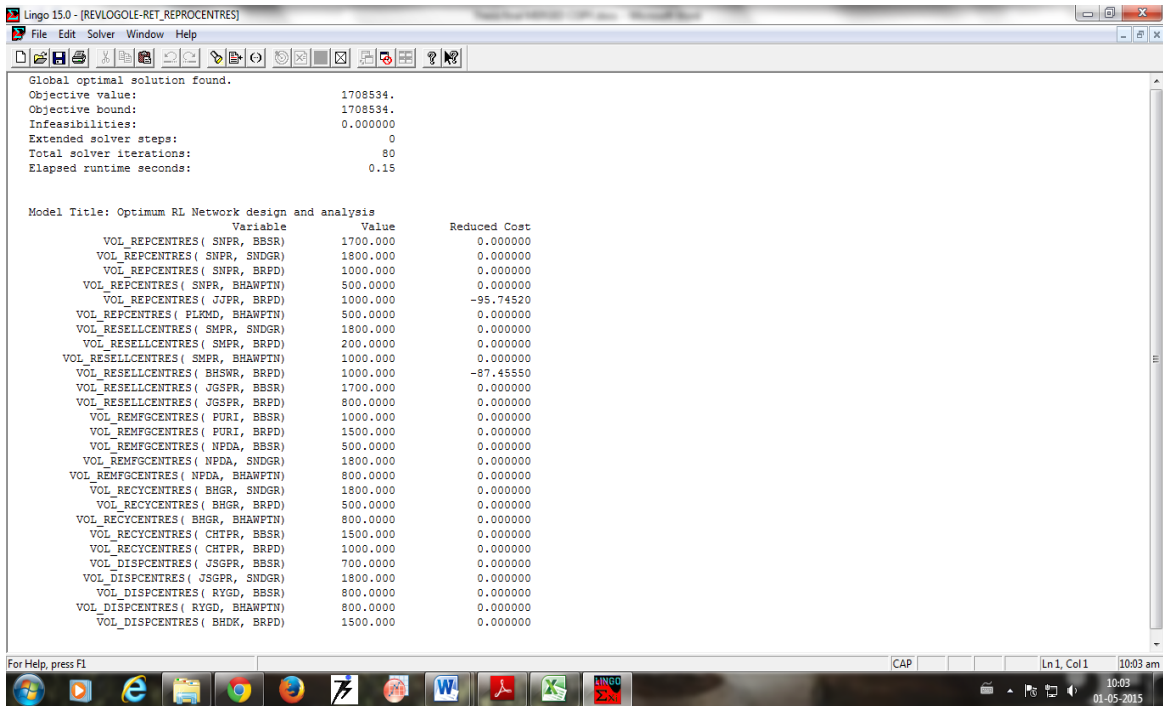 Lingo 15.0 - [REVLOGOLE-RET_REPROCENTRES]
File Edit Solver Window Help
Global optimal solution found.
Objective value: 1708534.
Objective bound: 1708534.
Infeasibilities: 0.000000
Extended solver steps: 0
Total solver iterations: 80
Elapsed runtime seconds: 0.15
Model Title: Optimum RL Network design and analysis
Variable Value Reduced Cost
VOL_REPCENTRES( SNPR, BBSR) 1700.000 0.000000
VOL_REPCENTRES( SNPR, SNDGR) 1800.000 0.000000
VOL_REPCENTRES( SNPR, BRPD) 1000.000 0.000000
VOL_REPCENTRES( SNPR, BHAWPTN) 500.0000 0.000000
VOL_REPCENTRES( JJPR, BRPD) 1000.000 -95.74520
VOL_REPCENTRES( PLKMD, BHAWPTN) 500.0000 0.000000
VOL_RESELLCENTRES( SMPR, SNDGR) 1800.000 0.000000
VOL_RESELLCENTRES( SMPR, BRPD) 200.0000 0.000000
VOL_RESELLCENTRES( SMPR, BHAWPTN) 1000.000 0.000000
VOL_RESELLCENTRES( BHSWR, BRPD) 1000.000 -87.45550
VOL_RESELLCENTRES( JGSPR, BBSR) 1700.000 0.000000
VOL_RESELLCENTRES( JGSPR, BRPD) 800.0000 0.000000
VOL_REMFGCENTRES( PURI, BBSR) 1000.000 0.000000
VOL_REMFGCENTRES( PURI, BRPD) 1500.000 0.000000
VOL_REMFGCENTRES( NPDA, BBSR) 500.0000 0.000000
VOL_REMFGCENTRES( NPDA, SNDGR) 1800.000 0.000000
VOL_REMFGCENTRES( NPDA, BHAWPTN) 800.0000 0.000000
VOL_RECYCENTRES( BHGR, SNDGR) 1800.000 0.000000
VOL_RECYCENTRES( BHGR, BRPD) 500.0000 0.000000
VOL_RECYCENTRES( BHGR, BHAWPTN) 800.0000 0.000000
VOL_RECYCENTRES( CHTPR, BBSR) 1500.000 0.000000
VOL_RECYCENTRES( CHTPR, BRPD) 1000.000 0.000000
VOL_DISPCENTRES( JSGPR, BBSR) 700.0000 0.000000
VOL_DISPCENTRES( JSGPR, SNDGR) 1800.000 0.000000
VOL_DISPCENTRES( RYGD, BBSR) 800.0000 0.000000
VOL_DISPCENTRES( RYGD, BHAWPTN) 800.0000 0.000000
VOL_DISPCENTRES( BHDK, BRPD) 1500.000 0.000000
For Help, press F1 CAP Ln 1, Col 1 10:03 am
LINGO
10:03
01-05-2015